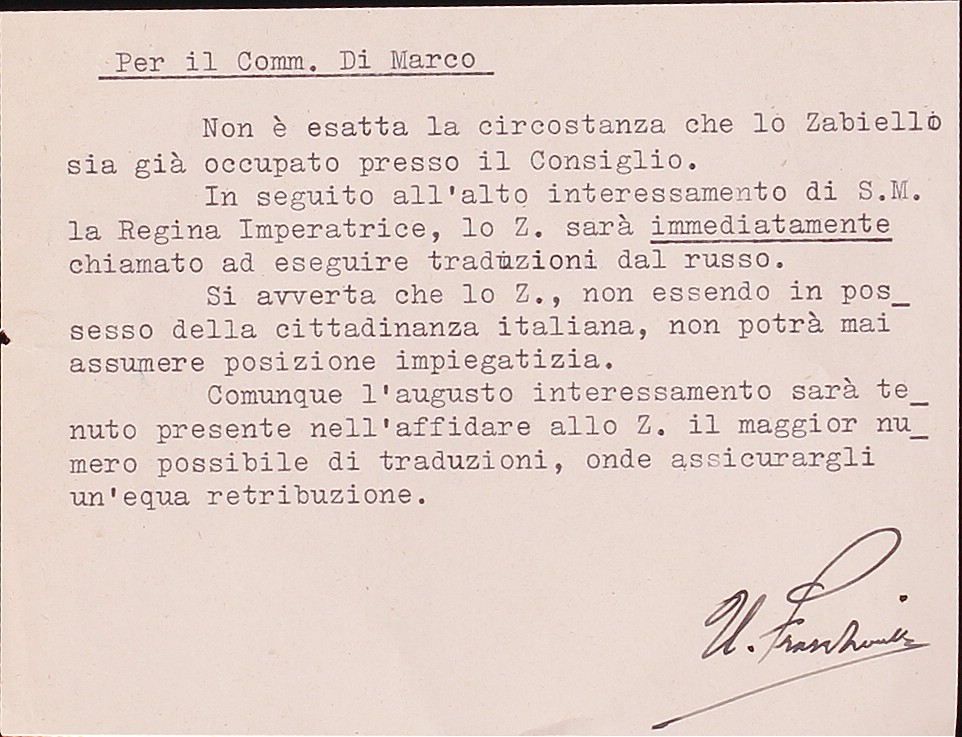 Per il Comm. Di Marco
Non è esatta la circostanza che lo Zabiello
sia già occupato presso il Consiglio.
In seguito all'alto interessamento di S.M.
la Regina Imperatrice, lo Z. sarà immediatamente
chiamato ad eseguire traduzioni dal russo.
Si avverta che lo Z., non essendo in pos_
sesso della cittadinanza italiana, non potrà mai
assumere posizione impiegatizia.
Comunque l'augusto interessamento sarà te_
nuto presente nell'affidare allo Z. il maggior nu_
mero possibile di traduzioni, onde assicurargli
un'equa retribuzione.